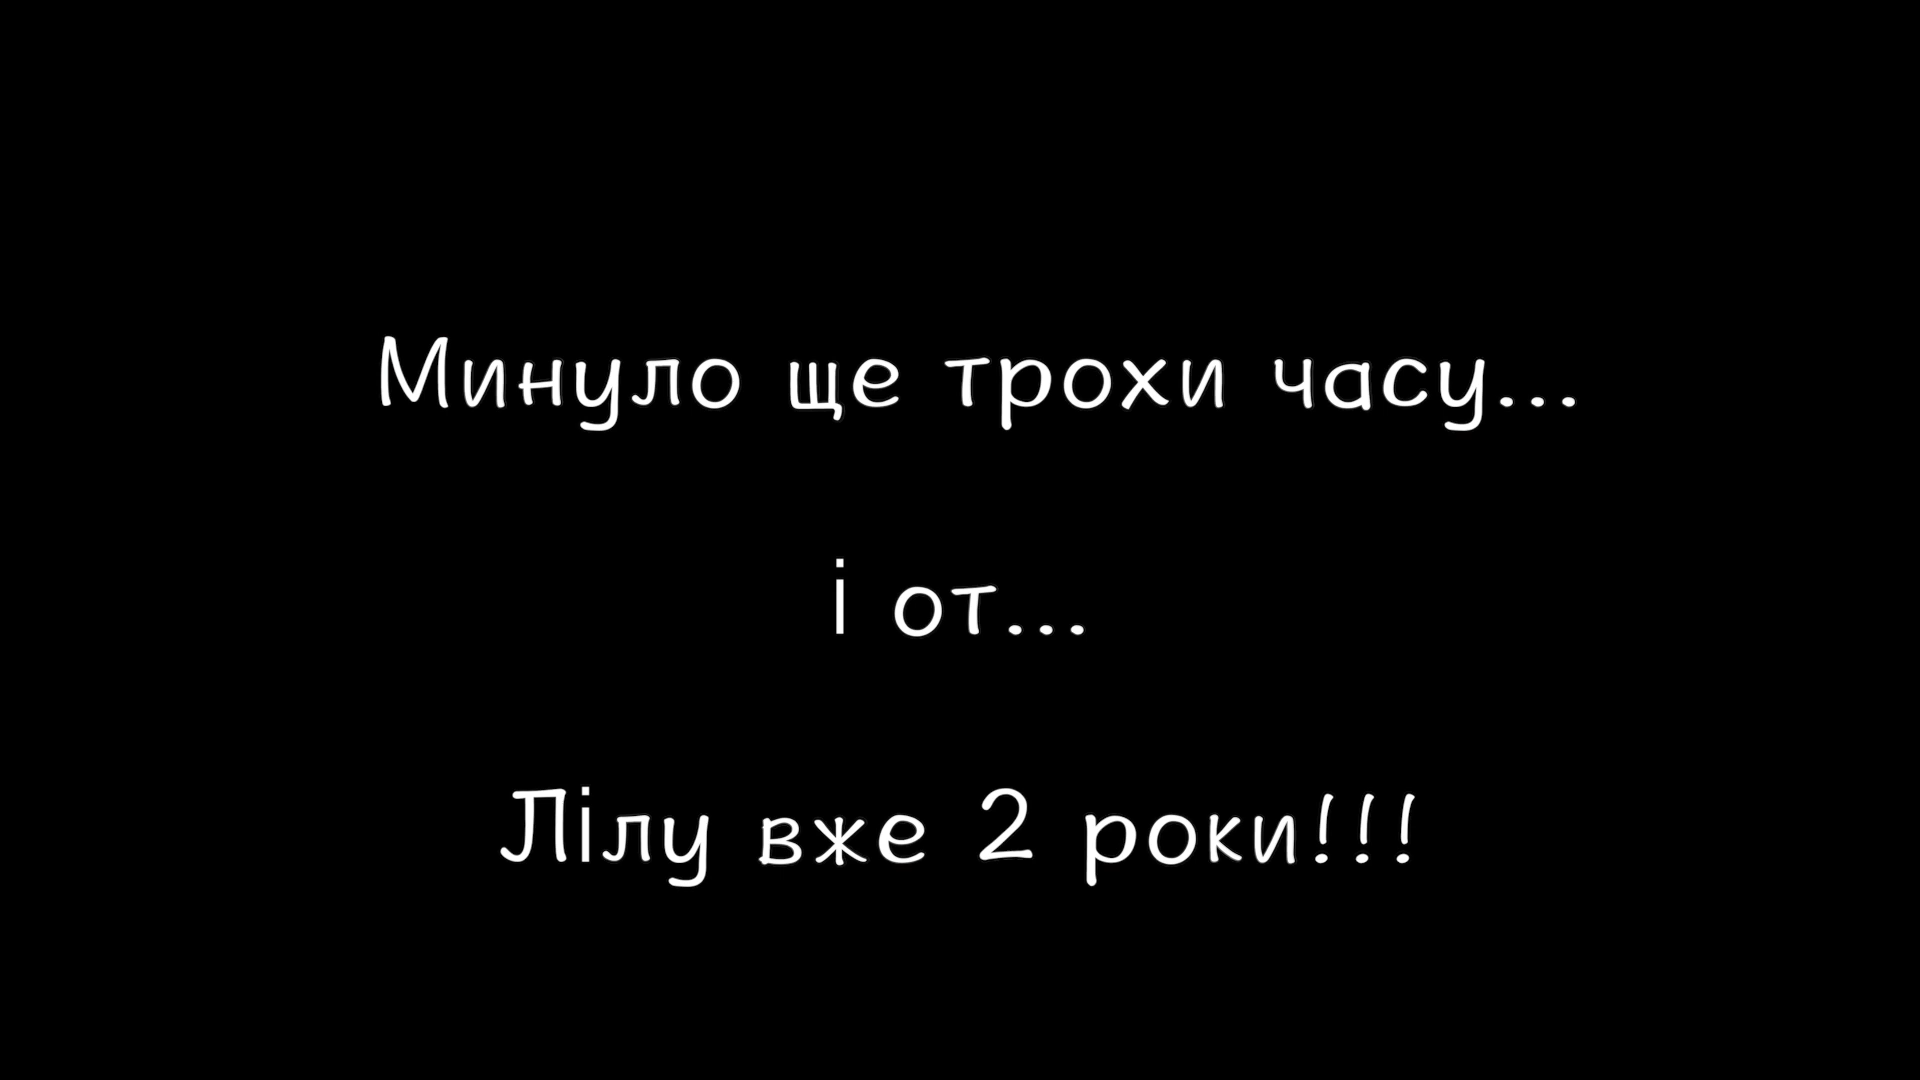 Минуло ще трохи часу...
і от...
Лілу вже 2 роки!!!